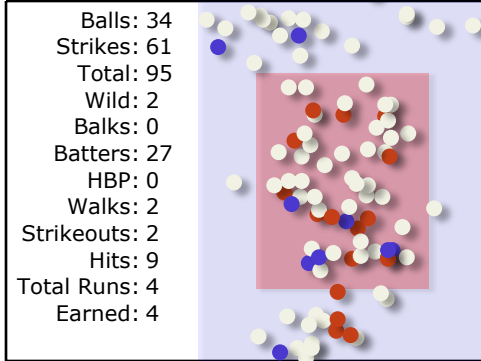 Balls: 34
Strikes: 61
Total: 95
Wild: 2
Balks: 0
Batters: 27
HBP: 0
Walks: 2
Strikeouts: 2
Hits: 9
Total Runs: 4
Earned: 4